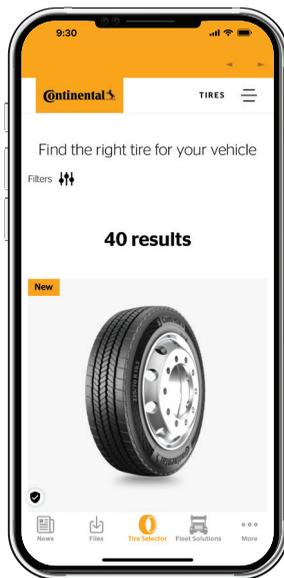 9:30
Continental
TIRES
Find the right tire for your vehicle
Filters
40 results
New
Continental
News
Files
Tire Selector
Fleet Solutions
More